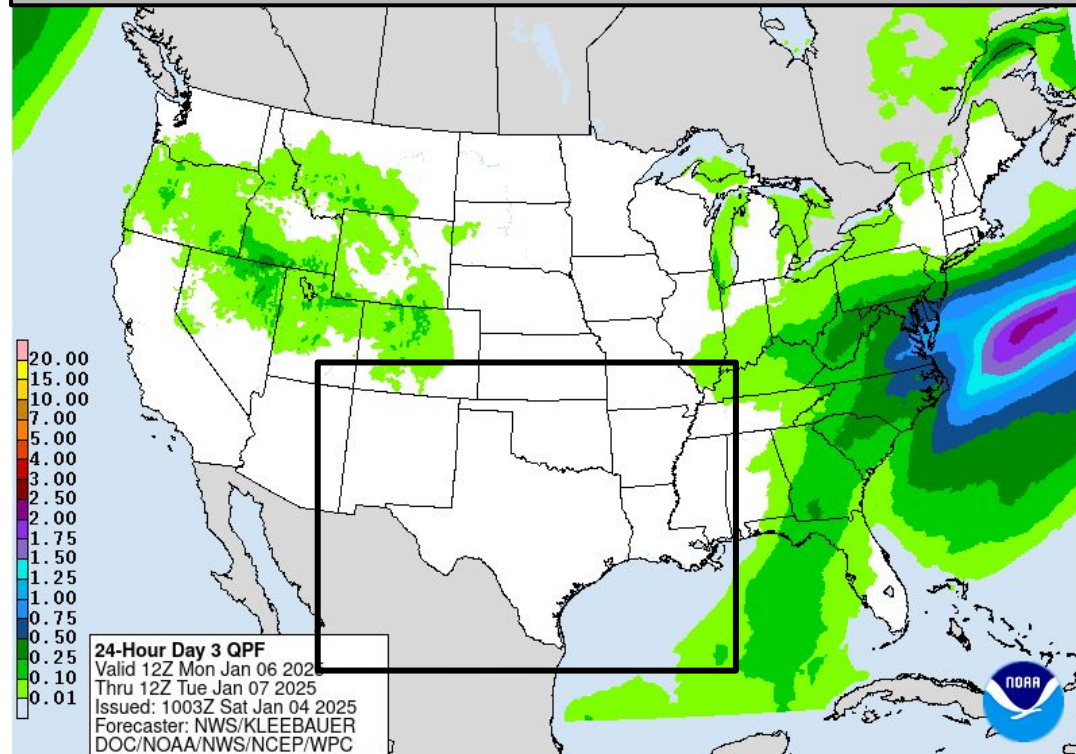 20.00
15.00
10.00
7.00
5.00
4.00
3.00
2.50
2.00
1.75
1.50
1.25
1.00
0.75
0.50
0.25
0.10
0.01
24-Hour Day 3 QPF
Valid 12Z Mon Jan 06 2025
Thru 12Z Tue Jan 07 2025
Issued: 1003Z Sat Jan 04 2025
Forecaster: NWS/KLEEBAUER
DOC/NOAA/NWS/NCEP/WPC
NOAA